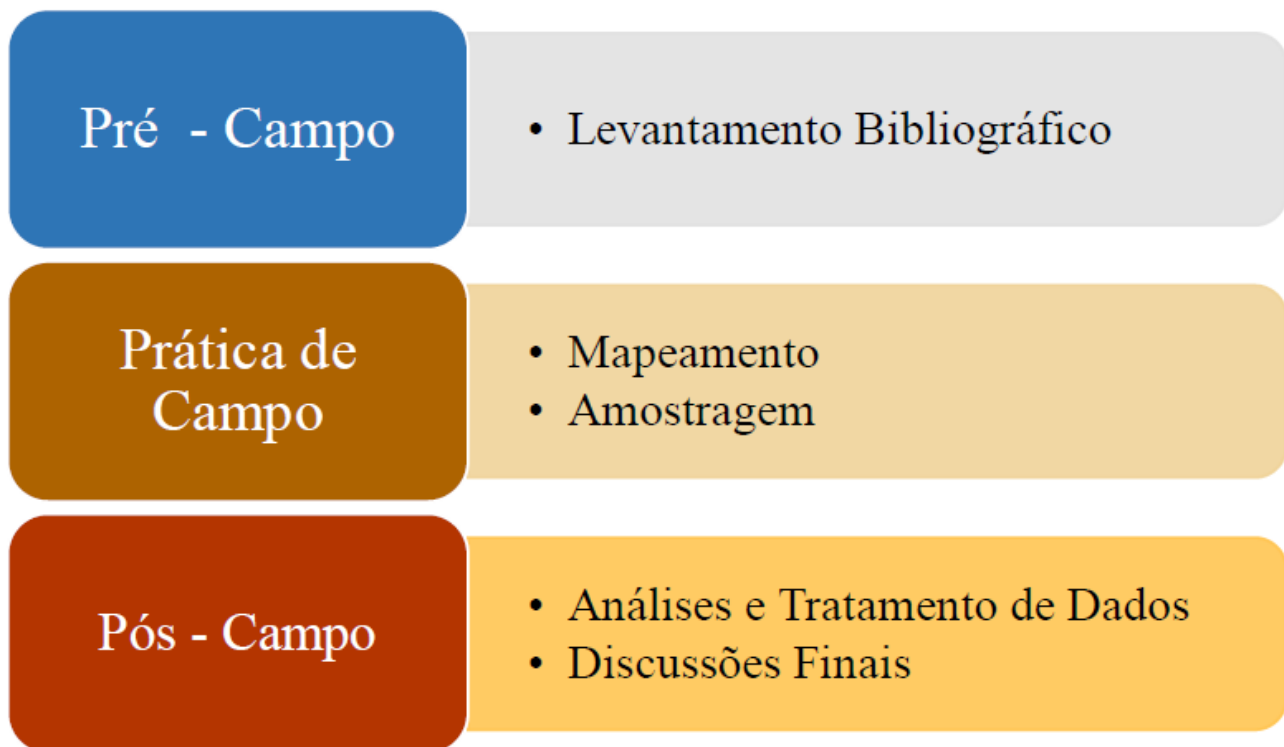 Pré - Campo
• Levantamento Bibliográfico
Prática de
Campo
• Mapeamento
• Amostragem
Pós - Campo
• Análises e Tratamento de Dados
• Discussões Finais